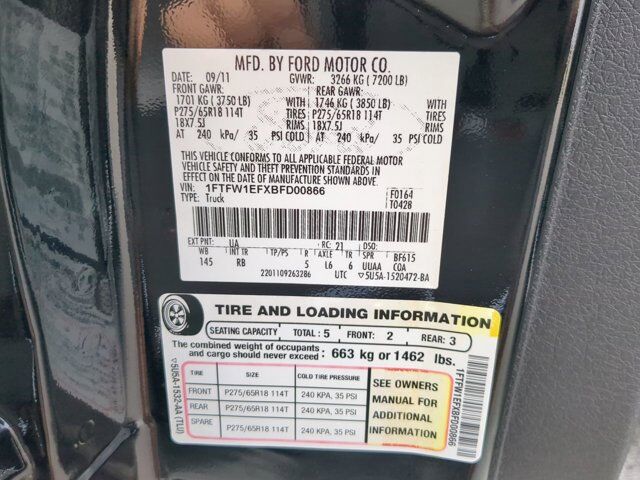 MFD. BY FORD MOTOR CO.
DATE: 09/11 GVWR: 3266 KG ( 7200 LB)
FRONT GAWR: REAR GAWR:
1701 KG ( 3750 LB) WITH 1746 KG ( 3850 LB) WITH
P275/65R18 114T TIRES P275/65R18 114T TIRES
18X7.5J RIMS 18X7.5J RIMS
AT 240 kPa/ 35 PSI COLD AT 240 kPa/ 35 PSI COLD
THIS VEHICLE CONFORMS TO ALL APPLICABLE FEDERAL MOTOR
VEHICLE SAFETY AND THEFT PREVENTION STANDARDS IN
EFFECT ON THE DATE OF MANUFACTURE SHOWN ABOVE.
VIN: 1FTFW1EFXBFD00866 F0164
TYPE: Truck T0428
EXT PNT: UA RC: 21 DSO:
WB INT TR TP/PS R AXLE TR SPR BF615
145 RB 5 L6 6 UUAA COA
2201109263286 UTC ▽5U5A-1520472-BA
TIRE AND LOADING INFORMATION
SEATING CAPACITY TOTAL : 5 FRONT: 2 REAR: 3
The combined weight of occupants
and cargo should never exceed : 663 kg or 1462 lbs.
TIRE SIZE COLD TIRE PRESSURE
FRONT P275/65R18 114T 240 KPA, 35 PSI
REAR P275/65R18 114T 240 KPA, 35 PSI
SPARE P275/65R18 114T 240 KPA, 35 PSI
SEE OWNERS
MANUAL FOR
ADDITIONAL
INFORMATION
▽5U5A-1532-AA (TLU)
1FTFW1EFXBFD00866